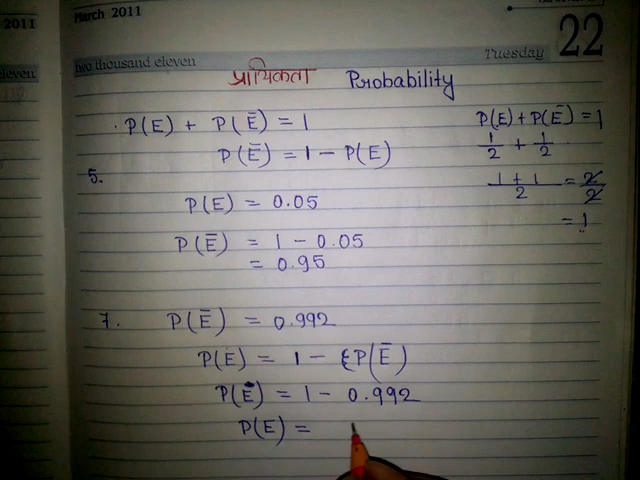 2011
March 2011
22
Tuesday
two thousand eleven
eleven
प्रायिकता Probability
P(E) + P(Ē) = 1
P(Ē) = 1 - P(E)
P(E) + P(Ē) = 1
1/2 + 1/2
1 + 1/2 = 2/2
= 1
5.
P(E) = 0.05
P(Ē) = 1 - 0.05
= 0.95
7. P(Ē) = 0.992
P(E) = 1 - {P(Ē)
P(E) = 1 - 0.992
P(E) =